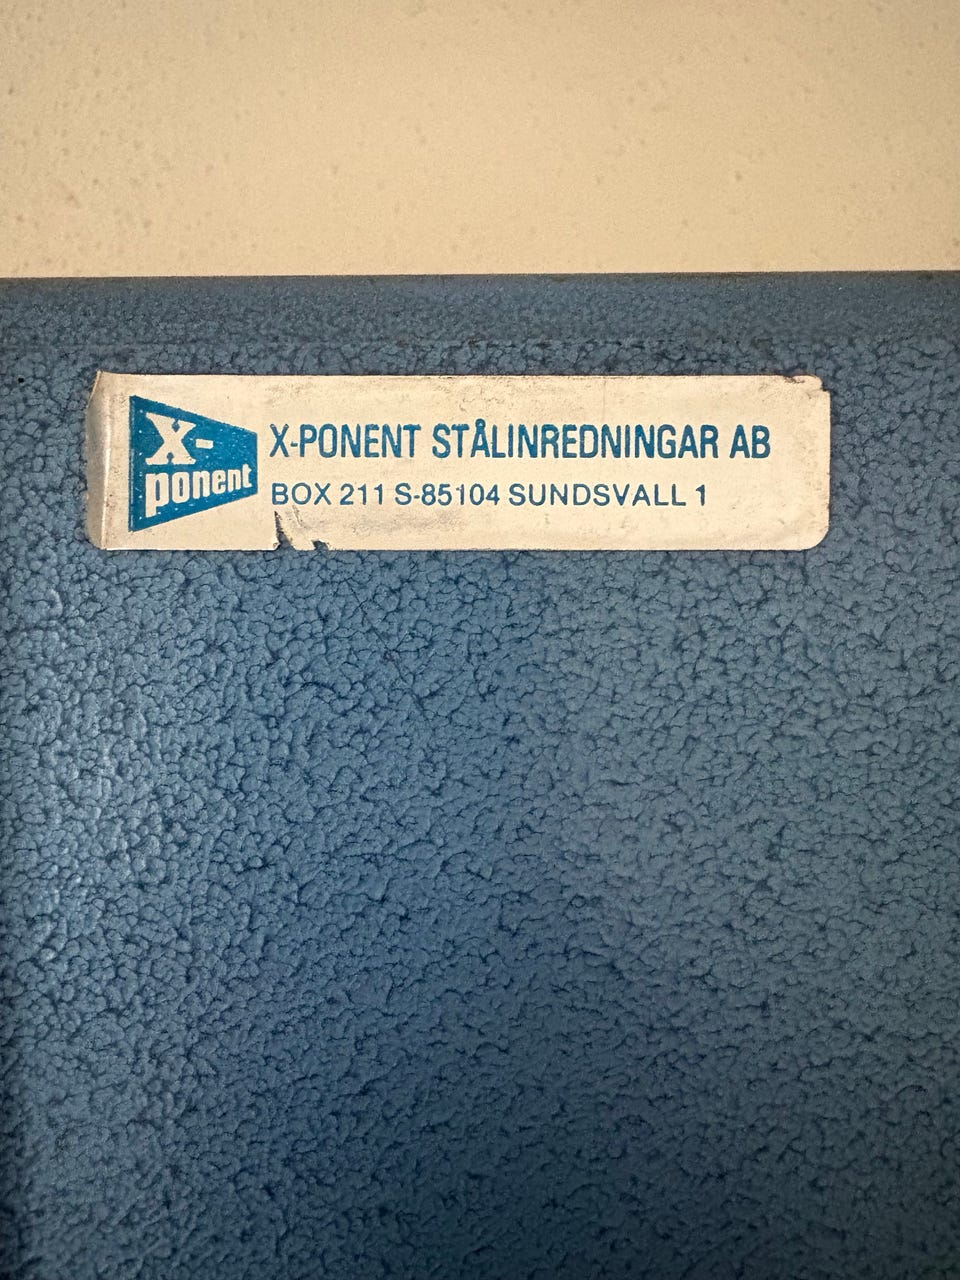 X-
ponent
X-PONENT STÅLINREDNINGAR AB
BOX 211 S-85104 SUNDSVALL 1